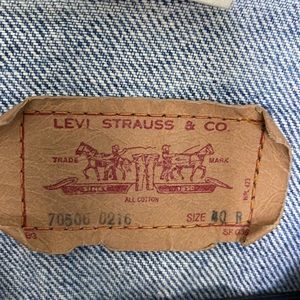 LEVI STRAUSS & CO.
TRADE MARK
ALL COTTON
70506 0216 SIZE 40 R